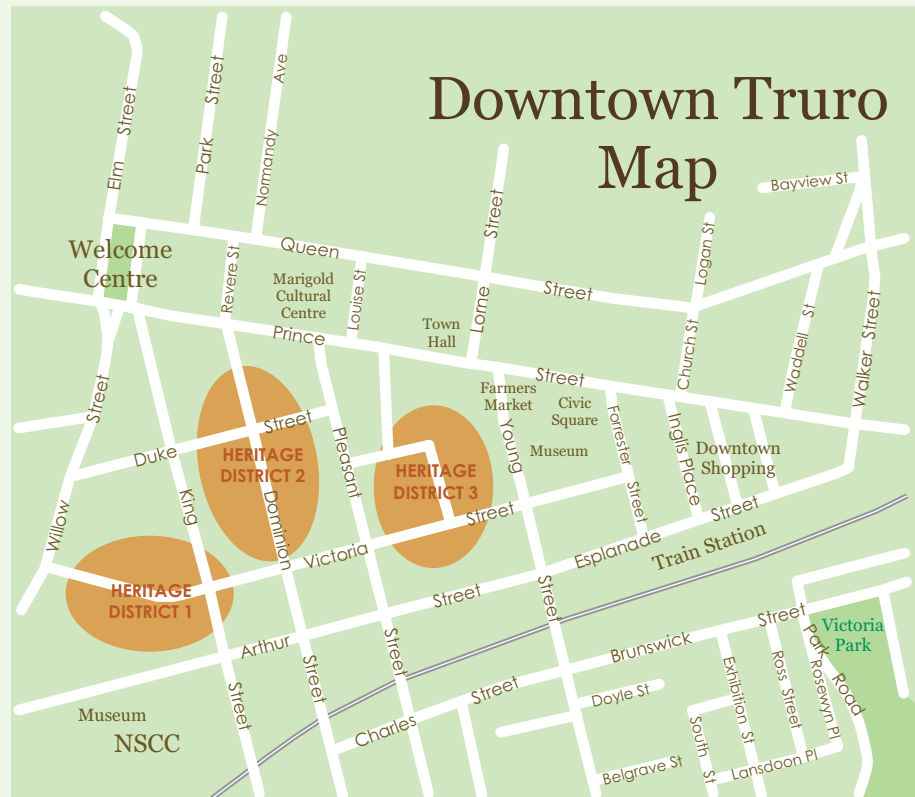 Downtown Truro
Map
Elm Street
Park Street
Normandy Ave
Bayview St
Welcome
Centre
Queen Street
Revere St
Marigold
Cultural
Centre
Louise St
Lorne Street
Logan St
Town
Hall
Prince Street
Church St
Waddell St
Walker Street
Farmers
Market
Civic
Square
Museum
Forrester Street
Inglis Place
Downtown
Shopping
Willow Street
Duke Street
King Street
HERITAGE
DISTRICT 2
Dominion Street
Pleasant Street
HERITAGE
DISTRICT 3
Young Street
Victoria Street
Esplanade Street
Train Station
HERITAGE
DISTRICT 1
Arthur Street
Museum
NSCC
Charles Street
Brunswick Street
Victoria
Park
Park Road
Doyle St
Exhibition St
Ross Street
Rosewyn Pl
South St
Lansdoon Pl
Belgrave St